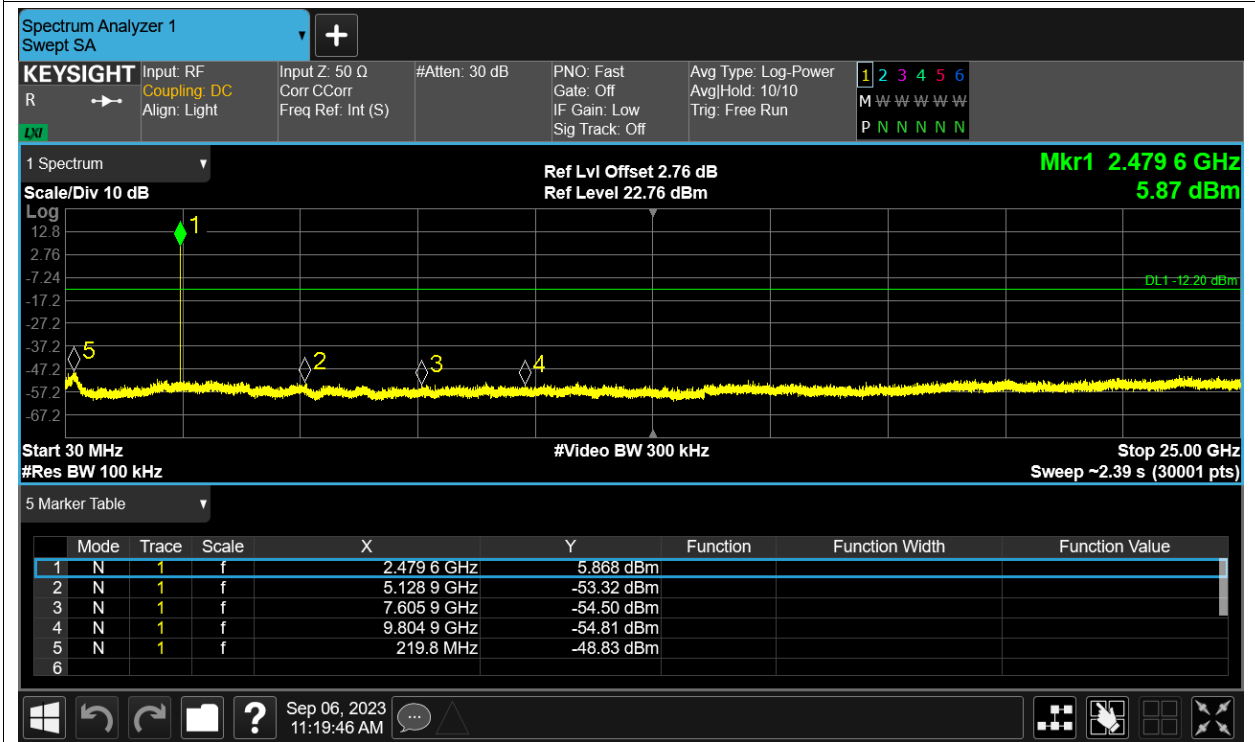 Spectrum Analyzer 1
Swept SA
+
KEYSIGHT Input: RF Input Z: 50 Ω #Atten: 30 dB PNO: Fast Avg Type: Log-Power 1 2 3 4 5 6
R Coupling: DC Corr CCorr Gate: Off Avg|Hold: 10/10 M W W W W W
Align: Light Freq Ref: Int (S) IF Gain: Low Trig: Free Run
LXI Sig Track: Off P N N N N N
1 Spectrum Ref Lvl Offset 2.76 dB Mkr1 2.479 6 GHz
Scale/Div 10 dB Ref Level 22.76 dBm 5.87 dBm
Log
1
12.8
2.76
-7.24
DL1 -12.20 dBm
-17.2
-27.2
-37.2
5
2 3 4
-47.2
-57.2
-67.2
Start 30 MHz #Video BW 300 kHz Stop 25.00 GHz
#Res BW 100 kHz Sweep ~2.39 s (30001 pts)
5 Marker Table
Mode Trace Scale X Y Function Function Width Function Value
1 N 1 f 2.479 6 GHz 5.868 dBm
2 N 1 f 5.128 9 GHz -53.32 dBm
3 N 1 f 7.605 9 GHz -54.50 dBm
4 N 1 f 9.804 9 GHz -54.81 dBm
5 N 1 f 219.8 MHz -48.83 dBm
6
? Sep 06, 2023
11:19:46 AM